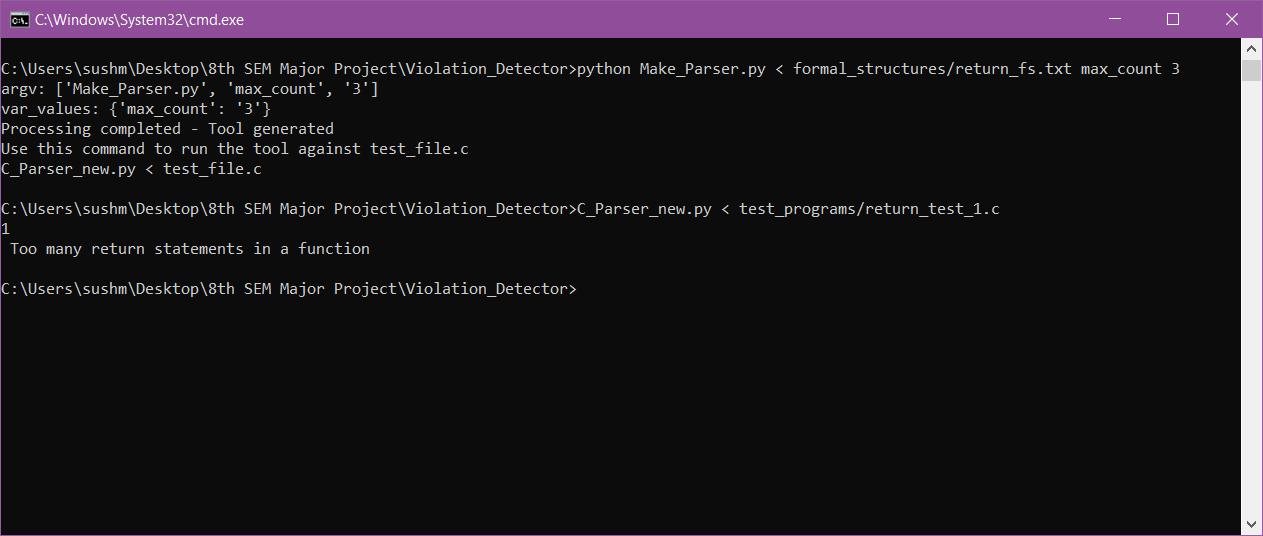 C:\Windows\System32\cmd.exe
C:\Users\sushm\Desktop\8th SEM Major Project\Violation_Detector>python Make_Parser.py < formal_structures/return_fs.txt max_count 3
argv: ['Make_Parser.py', 'max_count', '3']
var_values: {'max_count': '3'}
Processing completed - Tool generated
Use this command to run the tool against test_file.c
C_Parser_new.py < test_file.c
C:\Users\sushm\Desktop\8th SEM Major Project\Violation_Detector>C_Parser_new.py < test_programs/return_test_1.c
1
 Too many return statements in a function
C:\Users\sushm\Desktop\8th SEM Major Project\Violation_Detector>